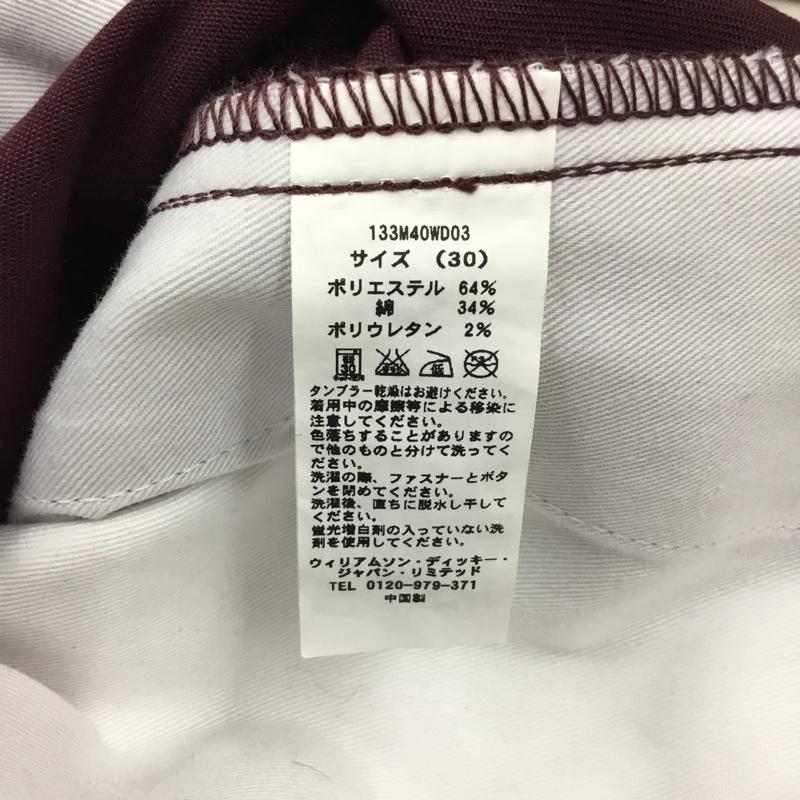 133M40WD03
サイズ (30)
ポリエステル 64%
綿 34%
ポリウレタン 2%
タンブラー乾燥はお避けください。
着用中の摩擦等による移染に
注意してください。
色落ちすることがありますの
で他のものと分けて洗ってく
ださい。
洗濯の際、ファスナーとボタ
ンを閉めてください。
洗濯後、直ちに脱水し干して
ください。
蛍光増白剤の入っていない洗
剤を使用してください。
ウィリアムソン・ディッキー・
ジャパン・リミテッド
TEL 0120-979-371
中国製